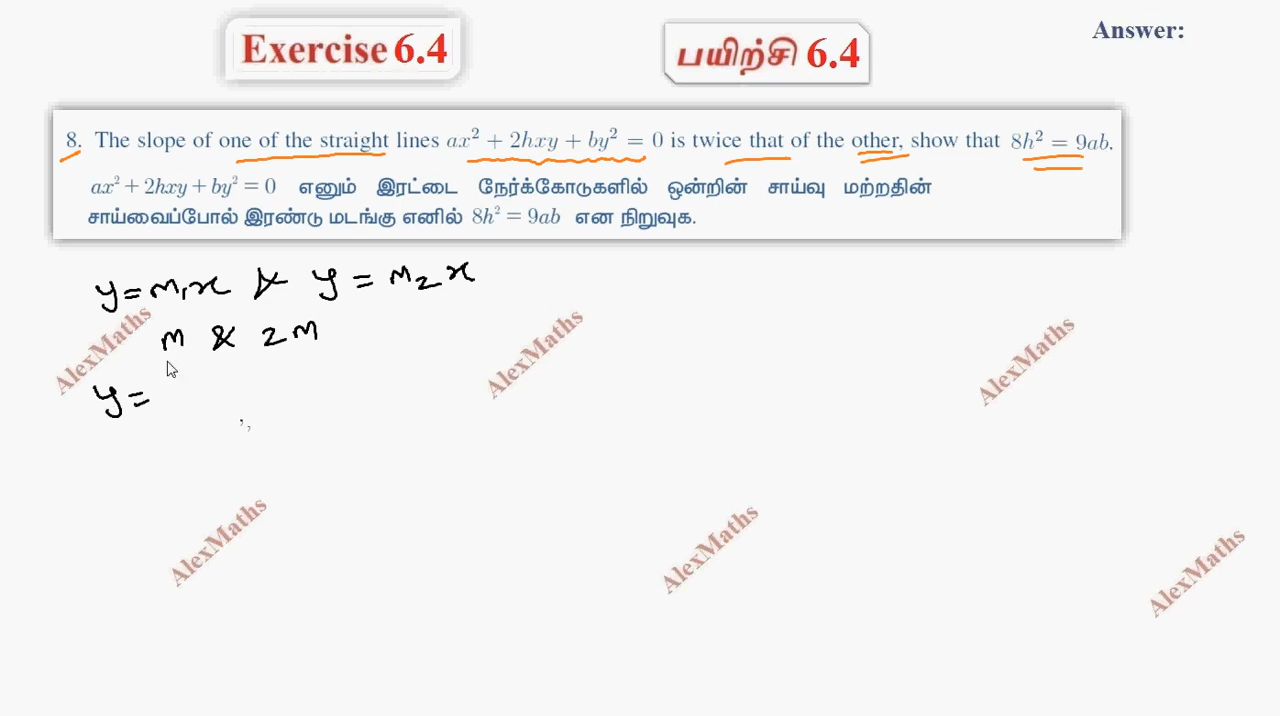 Exercise 6.4
பயிற்சி 6.4
Answer:
8. The slope of one of the straight lines ax² + 2hxy + by² = 0 is twice that of the other, show that 8h² = 9ab.
ax² + 2hxy + by² = 0 எனும் இரட்டை நேர்க்கோடுகளில் ஒன்றின் சாய்வு மற்றதின்
சாய்வைப்போல் இரண்டு மடங்கு எனில் 8h² = 9ab என நிறுவுக.
y = m₁x & y = m₂x
m & 2m
y =
AlexMaths
AlexMaths
AlexMaths
AlexMaths
AlexMaths
AlexMaths